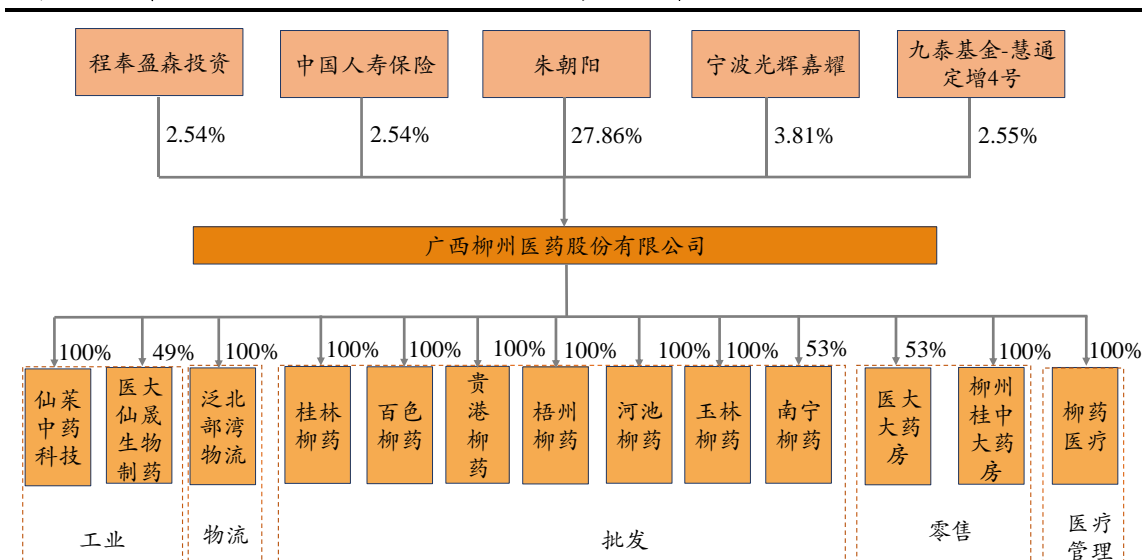 程奉盈森投资
中国人寿保险
朱朝阳
宁波光辉嘉耀
九泰基金-慧通
定增4号
2.54%
2.54%
27.86%
3.81%
2.55%
广西柳州医药股份有限公司
100%
49%
100%
100%
100%
100%
100%
100%
100%
53%
53%
100%
100%
仙茱
中药
科技
医大
仙晟
生物
制药
泛北
部湾
物流
桂林
柳药
百色
柳药
贵
港
柳
药
梧州
柳药
河池
柳药
玉林
柳药
南宁
柳药
医大
大药
房
柳州
桂中
大药
房
柳药
医疗
工业
物流
批发
零售
医疗
管理